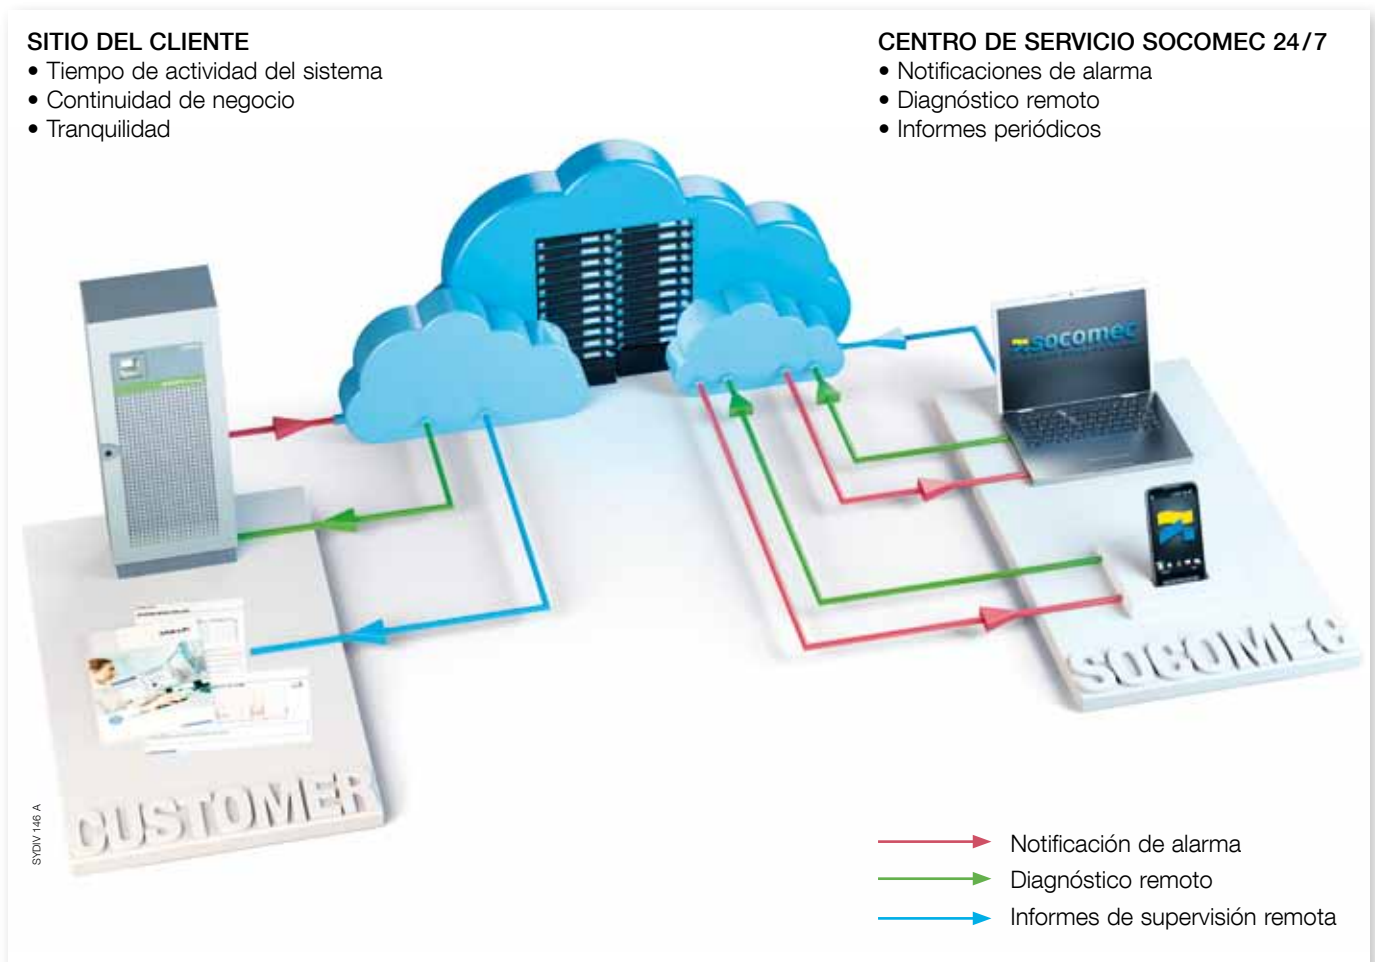 SITIO DEL CLIENTE
• Tiempo de actividad del sistema
• Continuidad de negocio
• Tranquilidad
CENTRO DE SERVICIO SOCOMEC 24/7
• Notificaciones de alarma
• Diagnóstico remoto
• Informes periódicos
socomec
SOCOMEC
CUSTOMER
SYDIV 146 A
Notificación de alarma
Diagnóstico remoto
Informes de supervisión remota